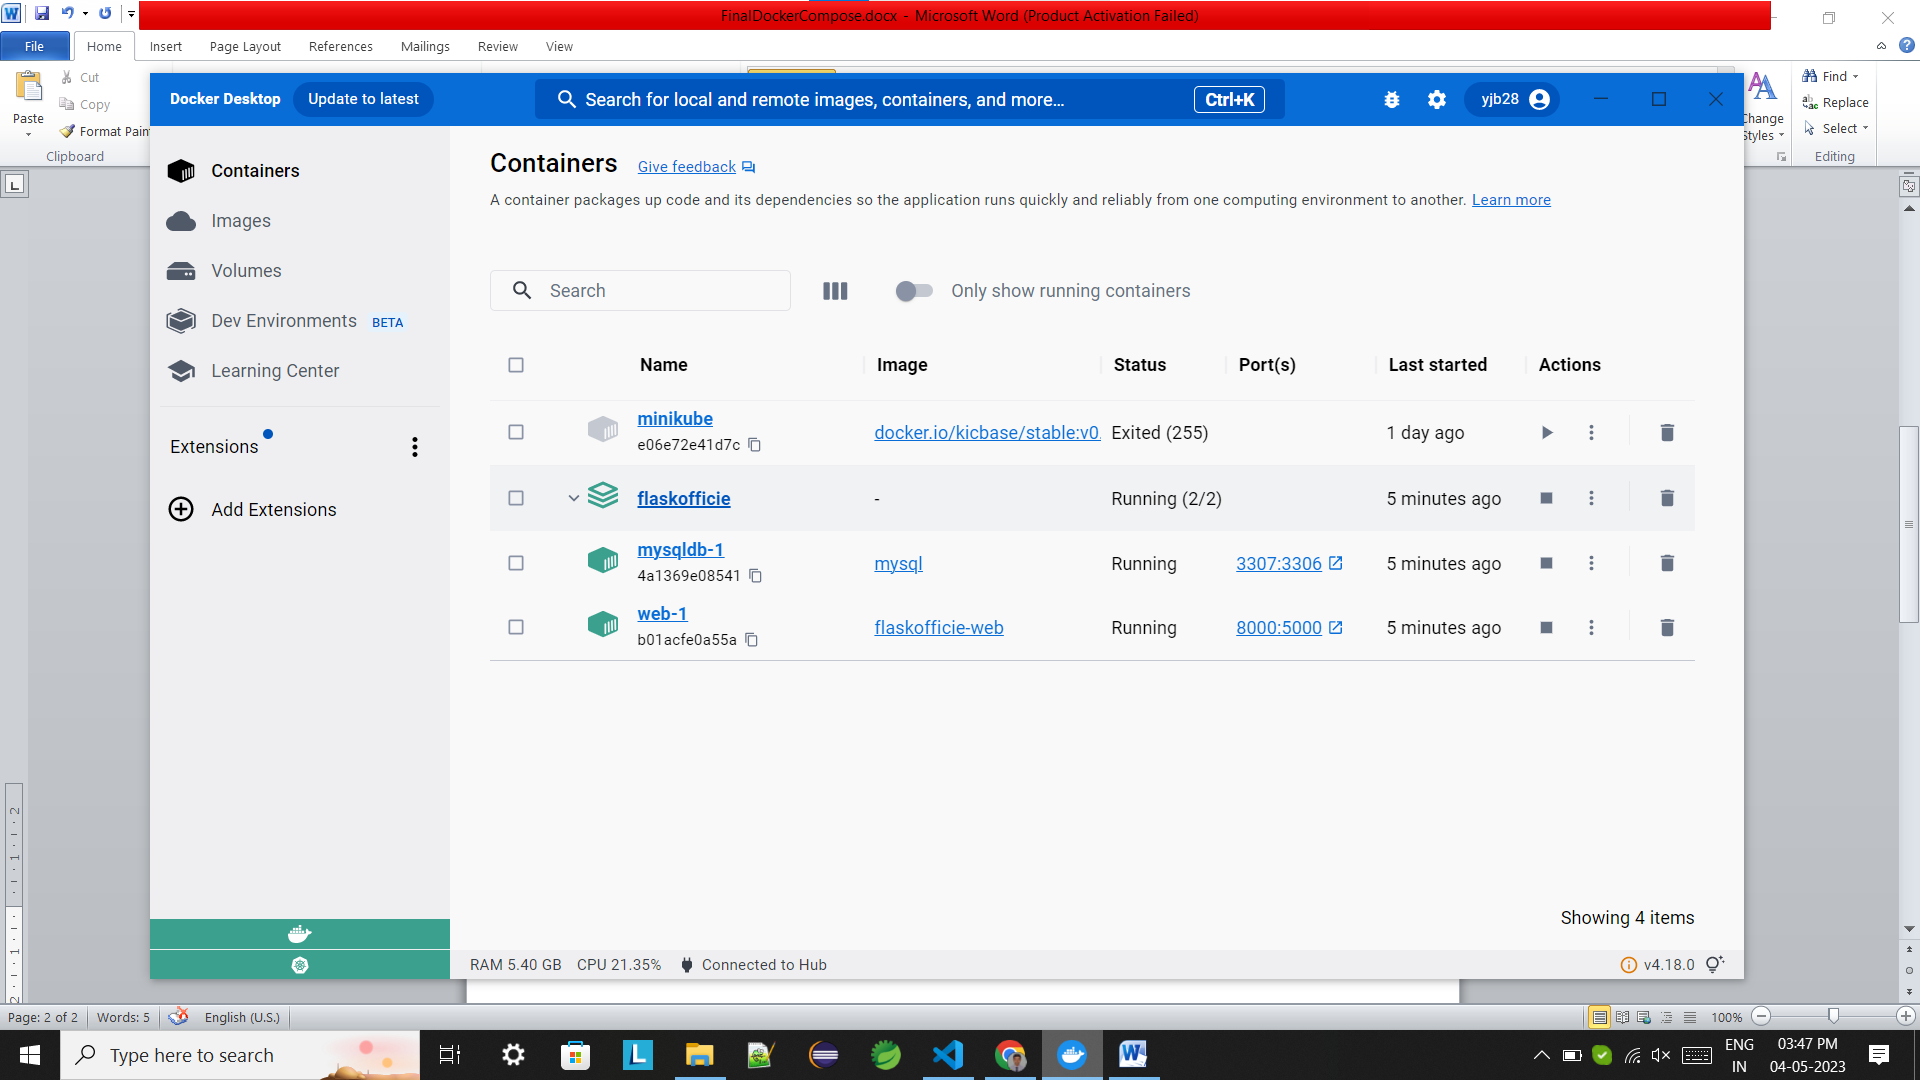 FinalDockerCompose.docx - Microsoft Word (Product Activation Failed)
File Home Insert Page Layout References Mailings Review View
Paste
Cut
Copy
Format Pain
Clipboard
Change
Styles
Find
Replace
Select
Editing
Docker Desktop Update to latest Search for local and remote images, containers, and more... Ctrl+K yjb28
Containers
Images
Volumes
Dev Environments BETA
Learning Center
Extensions
Add Extensions
Containers Give feedback
A container packages up code and its dependencies so the application runs quickly and reliably from one computing environment to another. Learn more
Search Only show running containers
Name Image Status Port(s) Last started Actions
minikube
e06e72e41d7c
docker.io/kicbase/stable:v0. Exited (255) 1 day ago
flaskofficie - Running (2/2) 5 minutes ago
mysqldb-1
4a1369e08541
mysql Running 3307:3306 5 minutes ago
web-1
b01acfe0a55a
flaskofficie-web Running 8000:5000 5 minutes ago
Showing 4 items
RAM 5.40 GB CPU 21.35% Connected to Hub v4.18.0
Page: 2 of 2 Words: 5 English (U.S.) 100%
Type here to search
ENG
IN
03:47 PM
04-05-2023